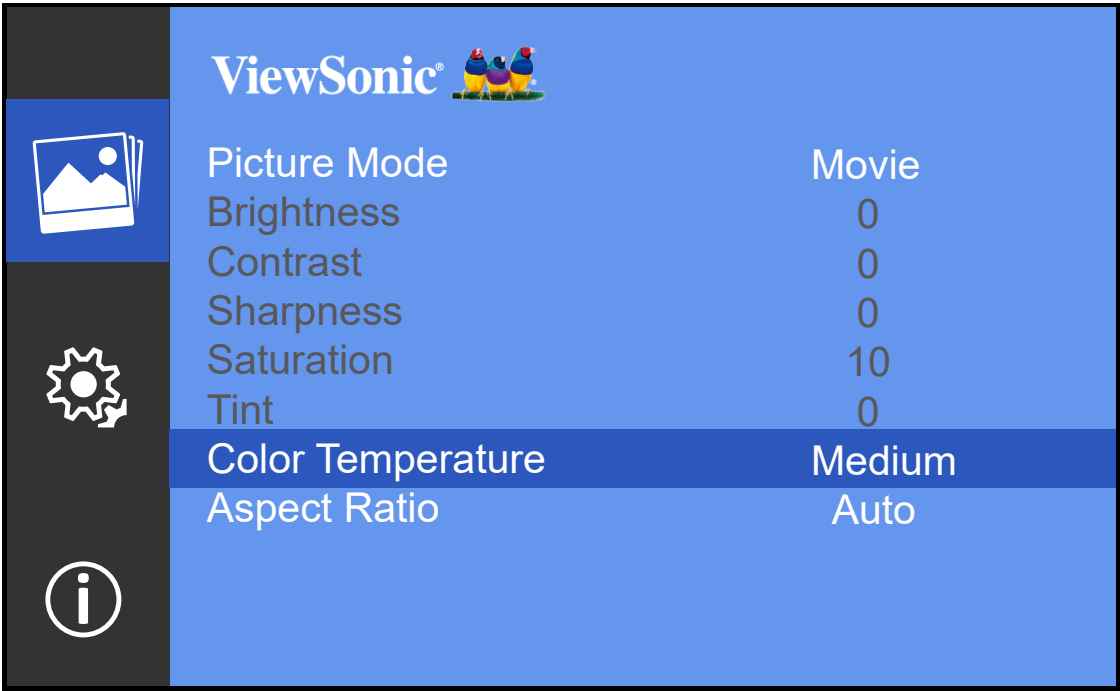 ViewSonic®
Picture Mode Movie
Brightness 0
Contrast 0
Sharpness 0
Saturation 10
Tint 0
Color Temperature Medium
Aspect Ratio Auto